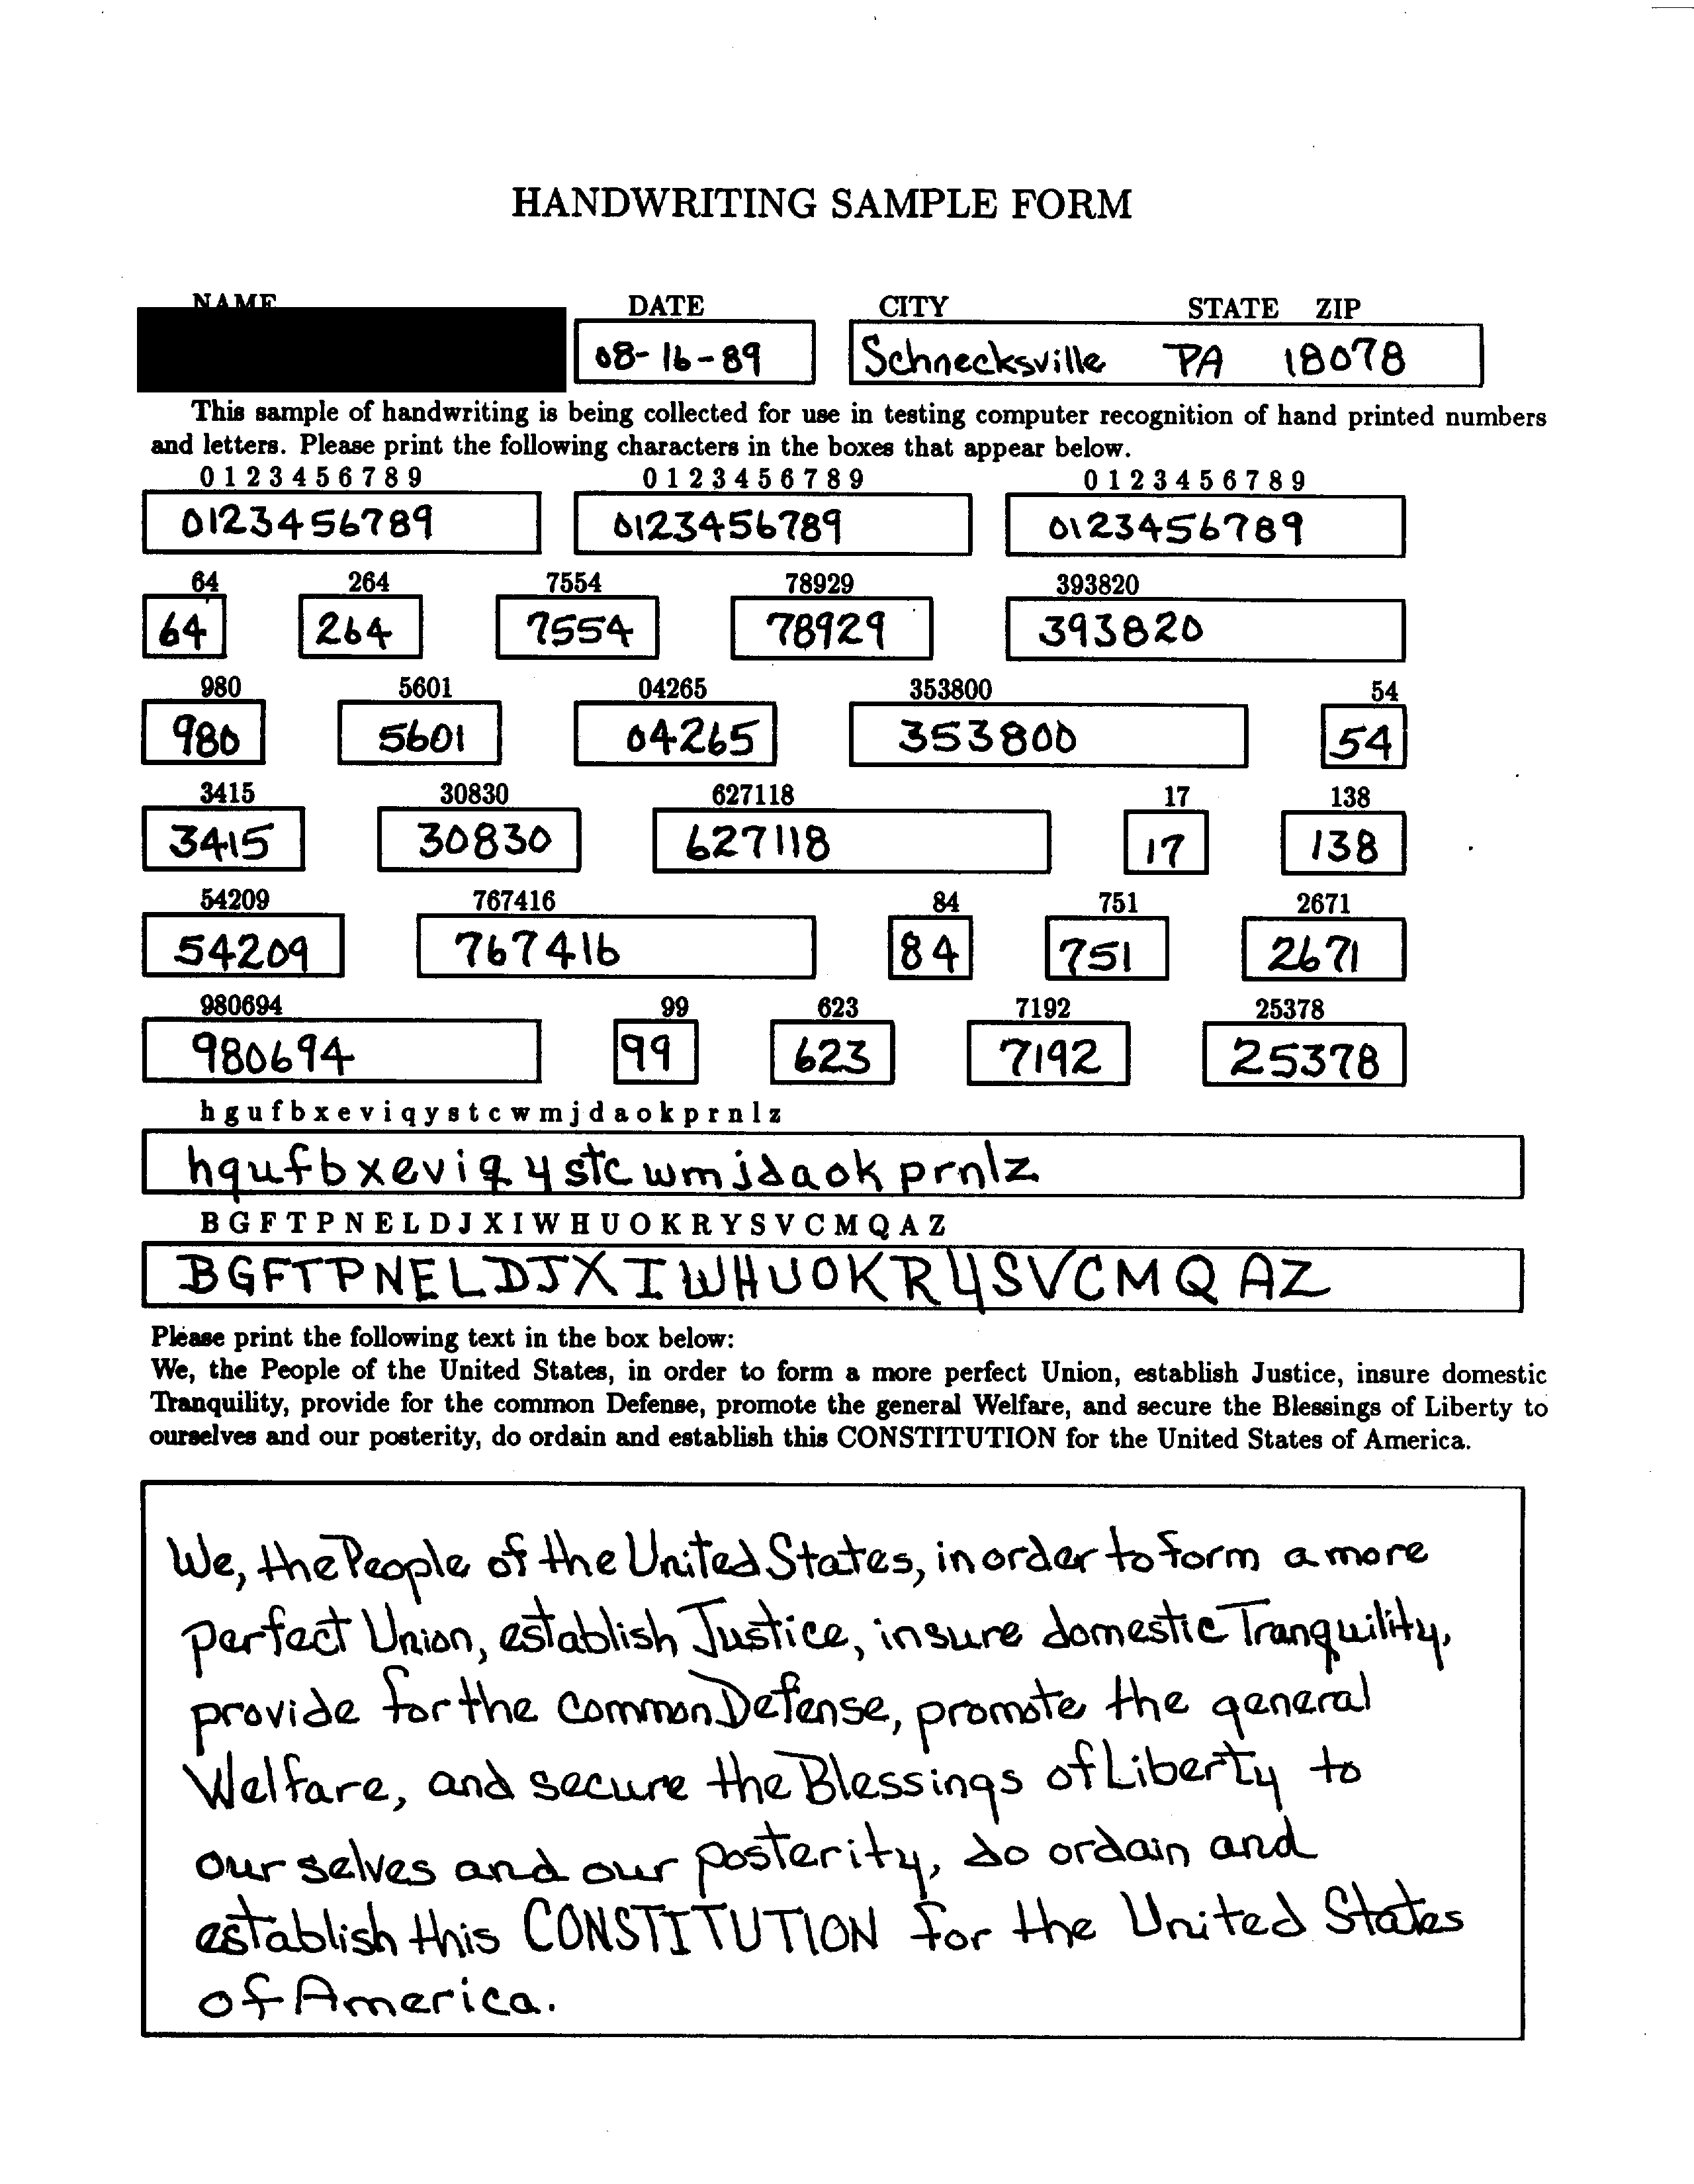 HANDWRITING SAMPLE FORM
NAME DATE CITY STATE ZIP
08-16-89 Schnecksville PA 18078
This sample of handwriting is being collected for use in testing computer recognition of hand printed numbers
and letters. Please print the following characters in the boxes that appear below.
0 1 2 3 4 5 6 7 8 9 0 1 2 3 4 5 6 7 8 9 0 1 2 3 4 5 6 7 8 9
0123456789 0123456789 0123456789
64 264 7554 78929 393820
64 264 7554 78929 393820
980 5601 04265 353800 54
980 5601 04265 353800 54
3415 30830 627118 17 138
3415 30830 627118 17 138
54209 767416 84 751 2671
54209 767416 84 751 2671
980694 99 623 7192 25378
980694 99 623 7192 25378
h g u f b x e v i q y s t c w m j d a o k p r n l z
hgufbxeviqystcwmjdaokprnlz
B G F T P N E L D J X I W H U O K R Y S V C M Q A Z
BGFTPNELDJXIWHUOKRYSVCMQAZ
Please print the following text in the box below:
We, the People of the United States, in order to form a more perfect Union, establish Justice, insure domestic
Tranquility, provide for the common Defense, promote the general Welfare, and secure the Blessings of Liberty to
ourselves and our posterity, do ordain and establish this CONSTITUTION for the United States of America.
We, the People of the United States, in order to form a more
perfect Union, establish Justice, insure domestic Tranquility,
provide for the common Defense, promote the general
Welfare, and secure the Blessings of Liberty to
our selves and our posterity, do ordain and
establish this CONSTITUTION for the United States
of America.